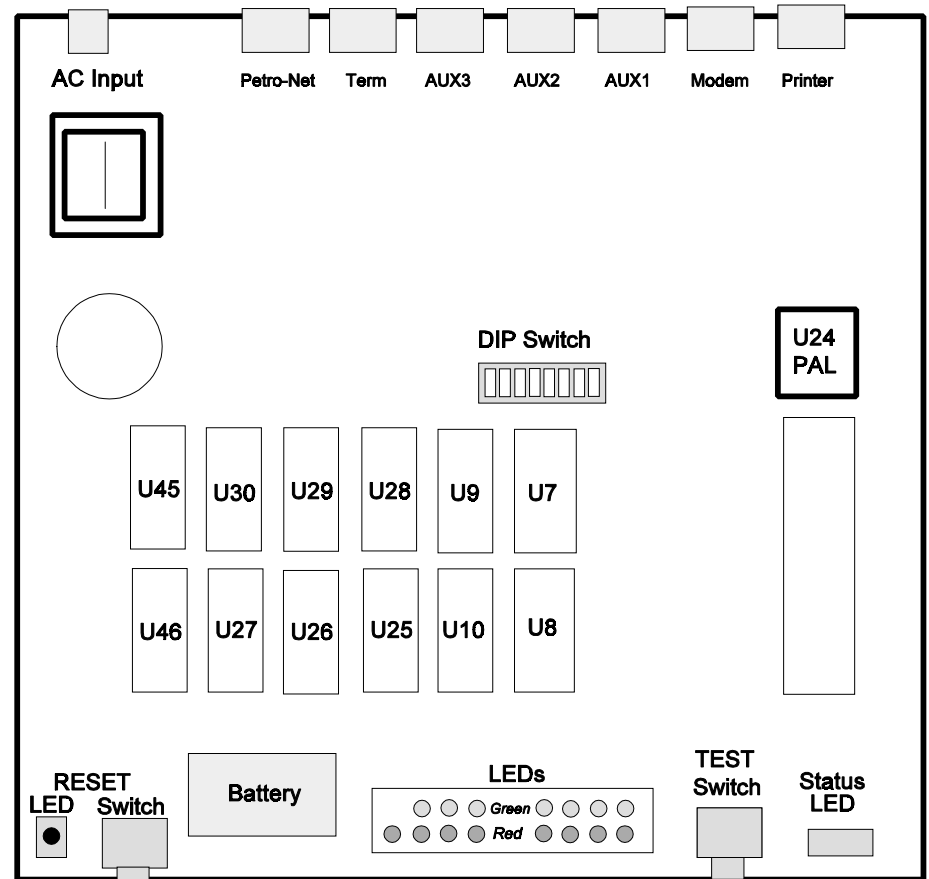 AC Input
Petro-Net Term AUX3 AUX2 AUX1 Modem Printer
DIP Switch
U24
PAL
U45 U30 U29 U28 U9 U7
U46 U27 U26 U25 U10 U8
RESET
LED Switch
Battery
LEDs
Green
Red
TEST
Switch
Status
LED